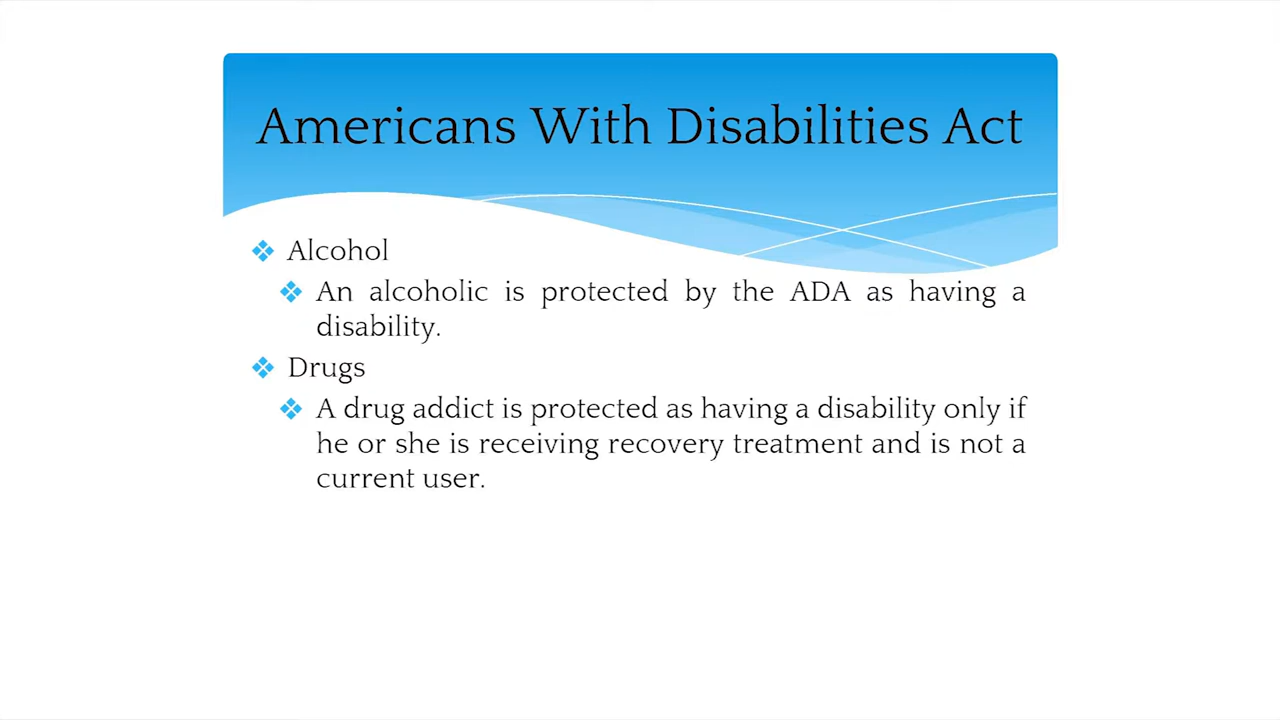 Americans With Disabilities Act
Alcohol
An alcoholic is protected by the ADA as having a
disability.
Drugs
A drug addict is protected as having a disability only if
he or she is receiving recovery treatment and is not a
current user.